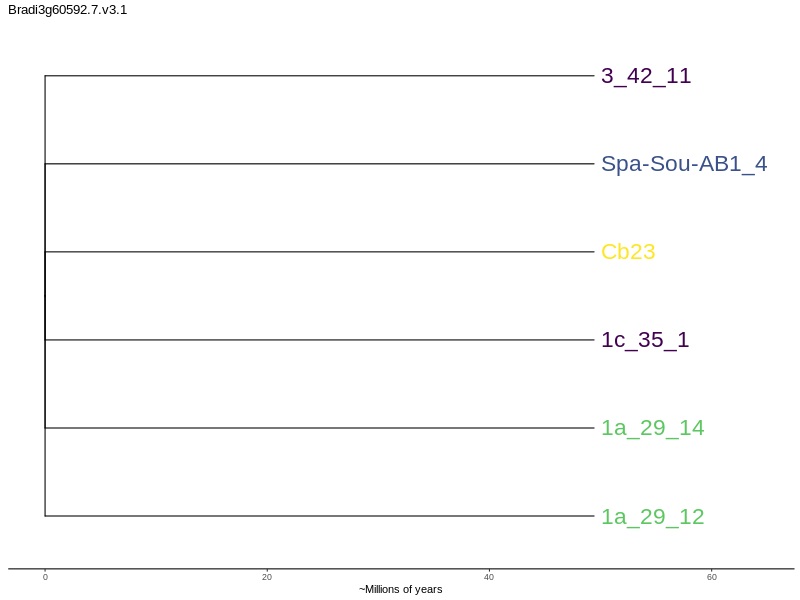 Bradi3g60592.7.v3.1
3_42_11
Spa-Sou-AB1_4
Cb23
1c_35_1
1a_29_14
1a_29_12
0 20 40 60
~Millions of years